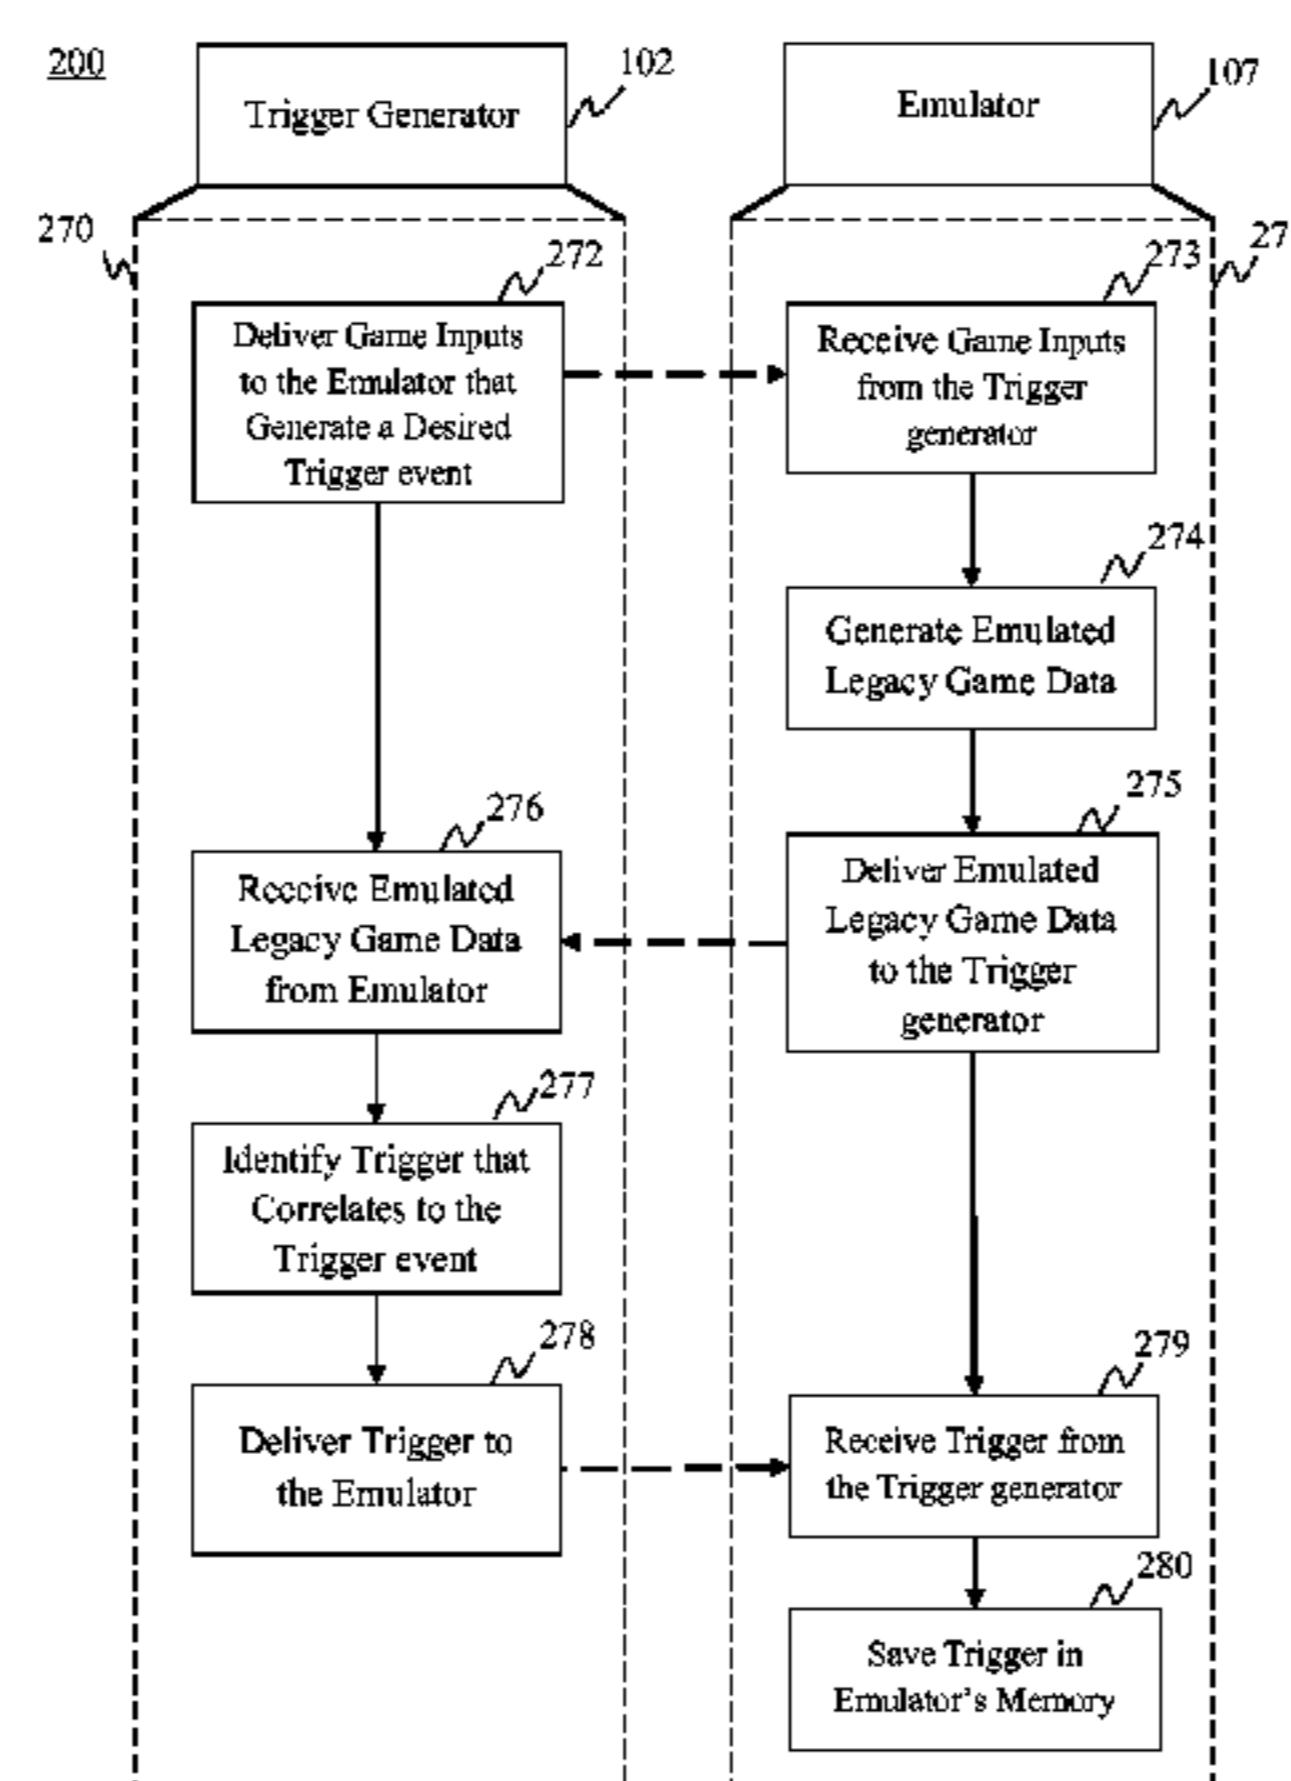 200
102
107
Trigger Generator
Emulator
270
27
272
273
Deliver Game Inputs
to the Emulator that
Generate a Desired
Trigger event
Receive Game Inputs
from the Trigger
generator
274
Generate Emulated
Legacy Game Data
275
276
Receive Emulated
Legacy Game Data
from Emulator
Deliver Emulated
Legacy Game Data
to the Trigger
generator
277
Identify Trigger that
Correlates to the
Trigger event
278
279
Deliver Trigger to
the Emulator
Receive Trigger from
the Trigger generator
280
Save Trigger in
Emulator's Memory